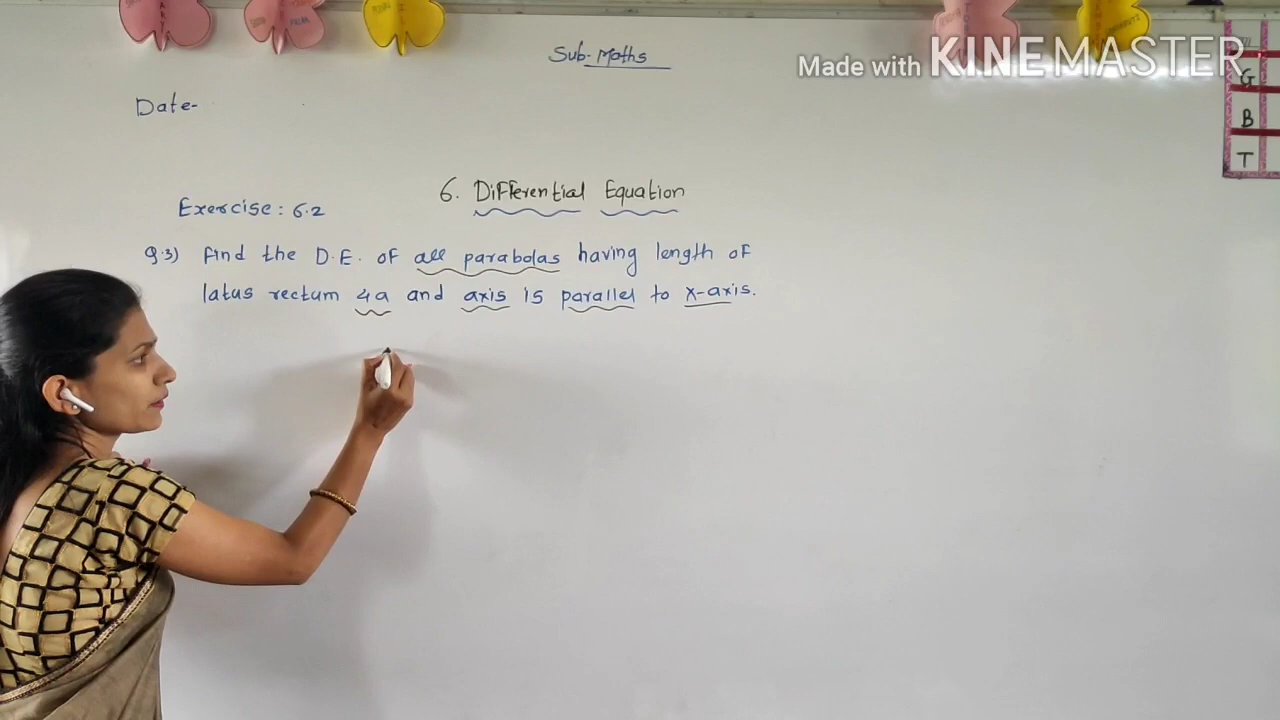 Sub- Maths
Made with KINEMASTER
Date-
G
B
T
6. Differential Equation
Exercise: 6.2
Q.3) Find the D.E. of all parabolas having length of
latus rectum 4a and axis is parallel to x-axis.